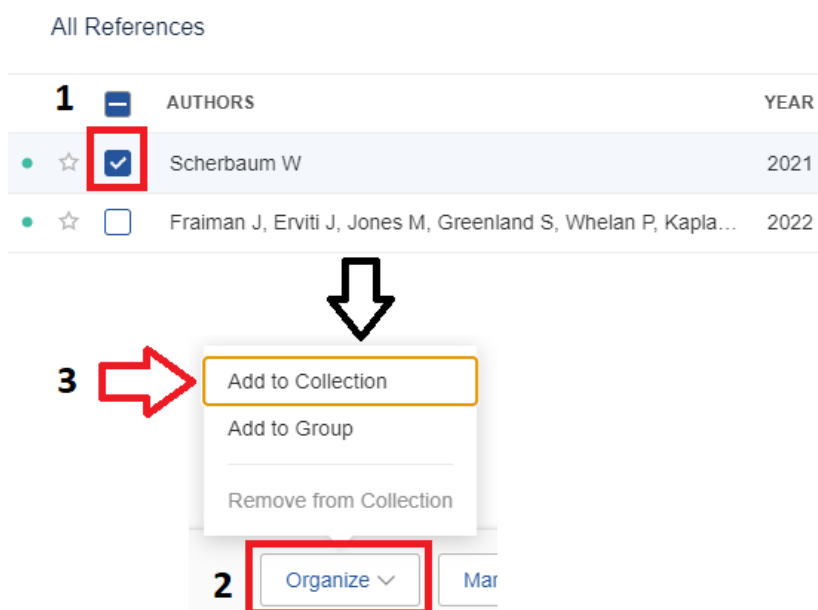 All References
1 AUTHORS YEAR
Scherbaum W 2021
Fraiman J, Erviti J, Jones M, Greenland S, Whelan P, Kapla... 2022
3 Add to Collection
Add to Group
Remove from Collection
2 Organize